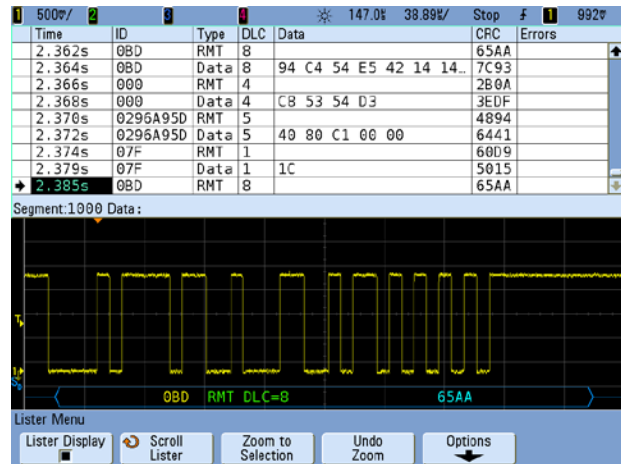 1 500▽/ 2 3 4 147.0% 38.89%/ Stop 1 992▽
Time ID Type DLC Data CRC Errors
2.362s 0BD RMT 8 65AA
2.364s 0BD Data 8 94 C4 54 E5 42 14 14… 7C93
2.366s 000 RMT 4 2B0A
2.368s 000 Data 4 C8 53 54 D3 3EDF
2.370s 0296A95D RMT 5 4894
2.372s 0296A95D Data 5 40 80 C1 00 00 6441
2.374s 07F RMT 1 60D9
2.379s 07F Data 1 1C 5015
2.385s 0BD RMT 8 65AA
Segment:1000 Data:
T
0BD RMT DLC=8 65AA
Lister Menu
Lister Display Scroll Lister Zoom to Selection Undo Zoom Options